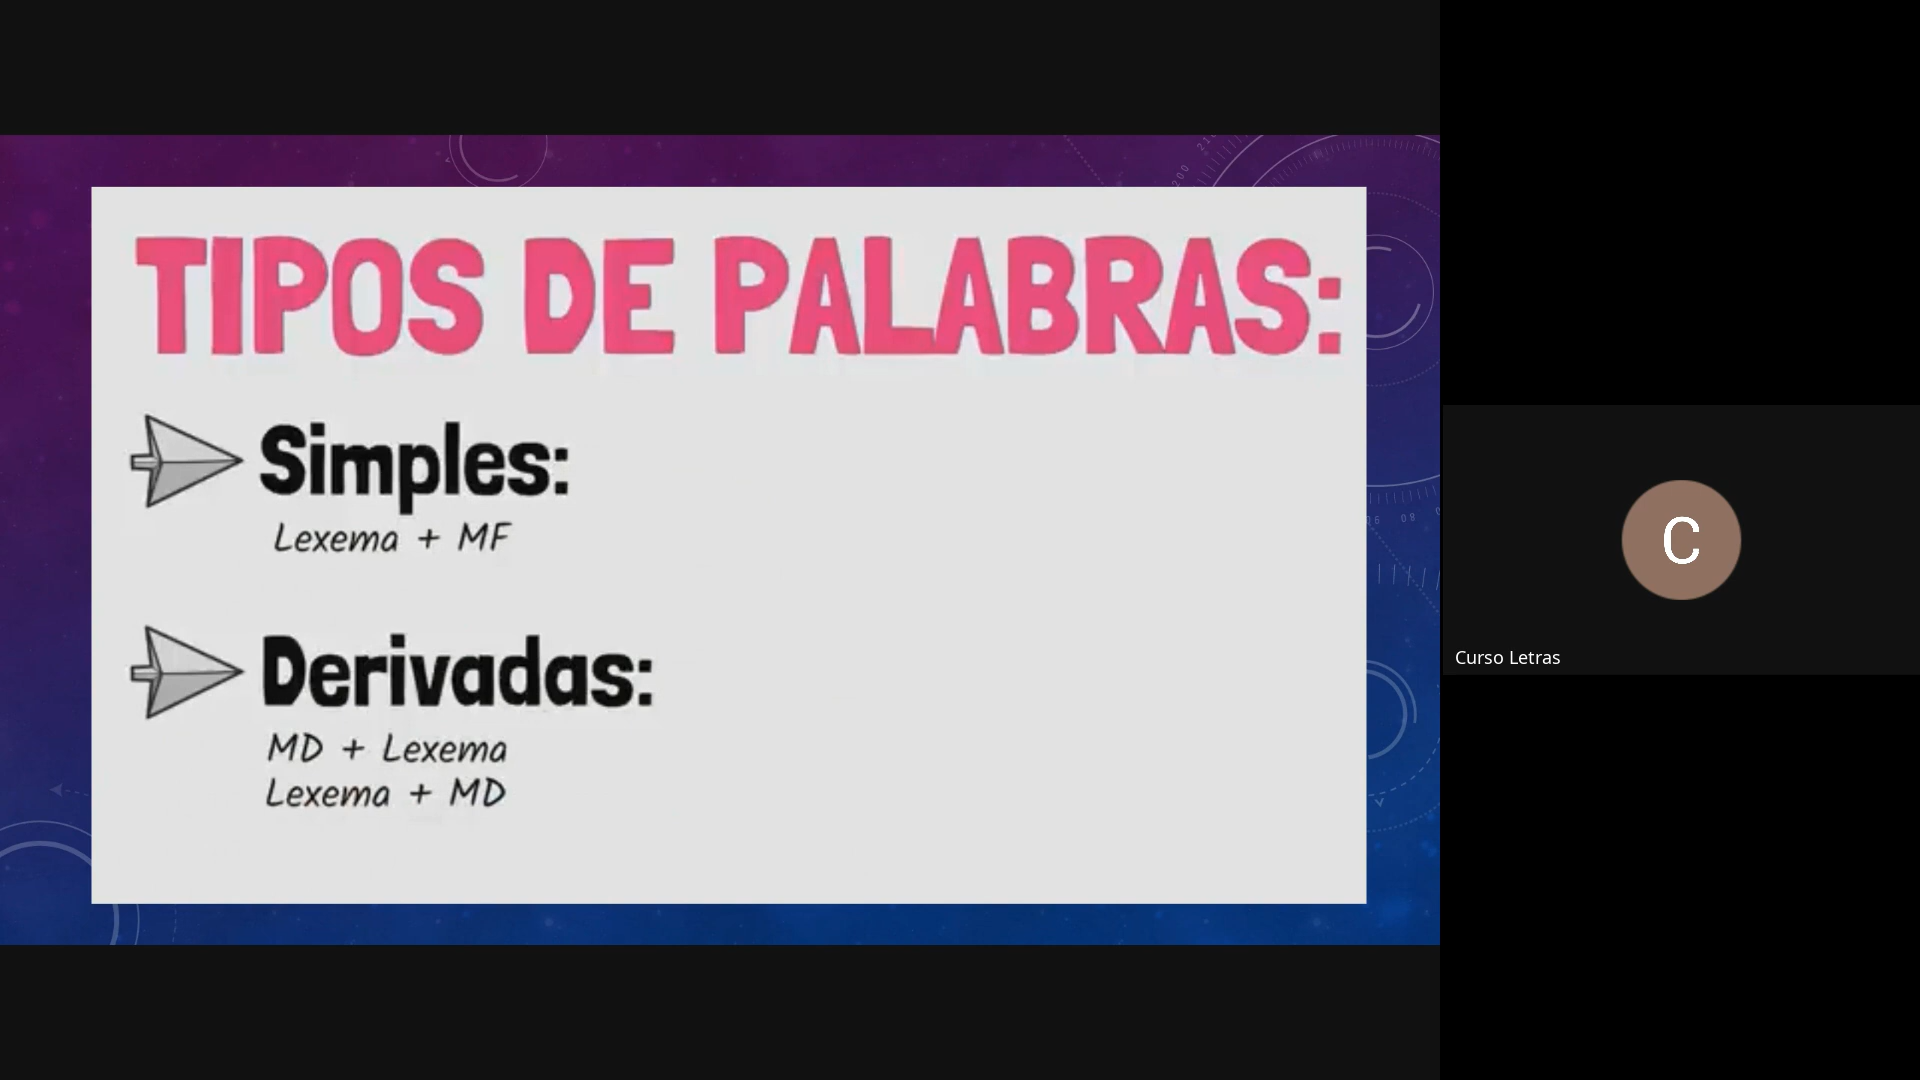 TIPOS DE PALABRAS:
Simples:
Lexema + MF
Derivadas:
MD + Lexema
Lexema + MD
C
Curso Letras